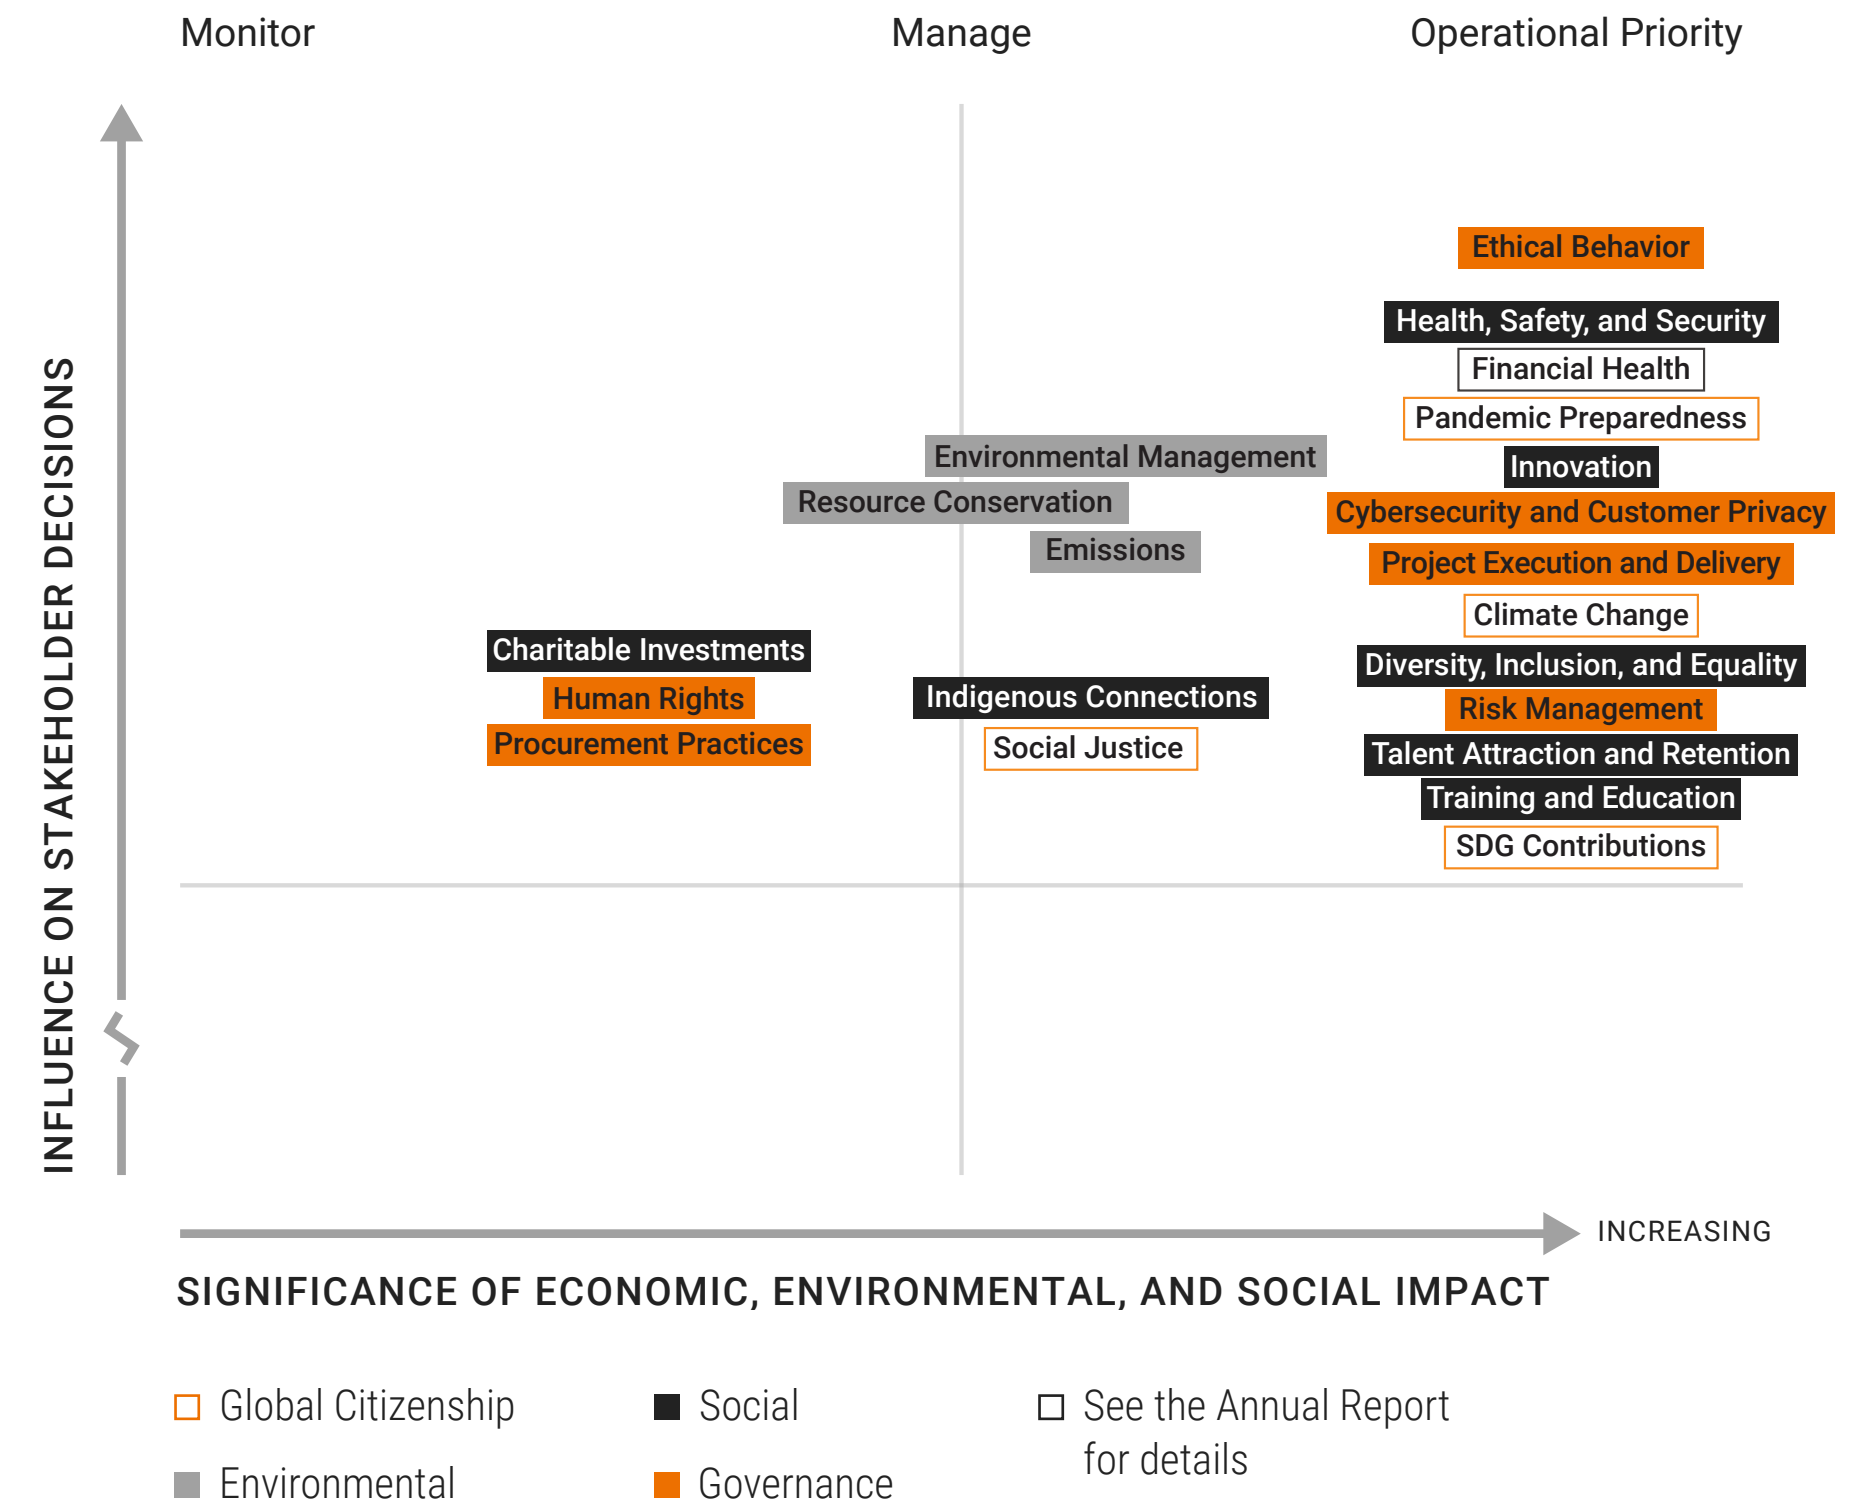 Monitor
Manage
Operational Priority
INFLUENCE ON STAKEHOLDER DECISIONS
Ethical Behavior
Health, Safety, and Security
Financial Health
Pandemic Preparedness
Innovation
Cybersecurity and Customer Privacy
Project Execution and Delivery
Climate Change
Diversity, Inclusion, and Equality
Risk Management
Talent Attraction and Retention
Training and Education
SDG Contributions
Environmental Management
Resource Conservation
Emissions
Indigenous Connections
Social Justice
Charitable Investments
Human Rights
Procurement Practices
INCREASING
SIGNIFICANCE OF ECONOMIC, ENVIRONMENTAL, AND SOCIAL IMPACT
Global Citizenship
Environmental
Social
Governance
See the Annual Report
for details